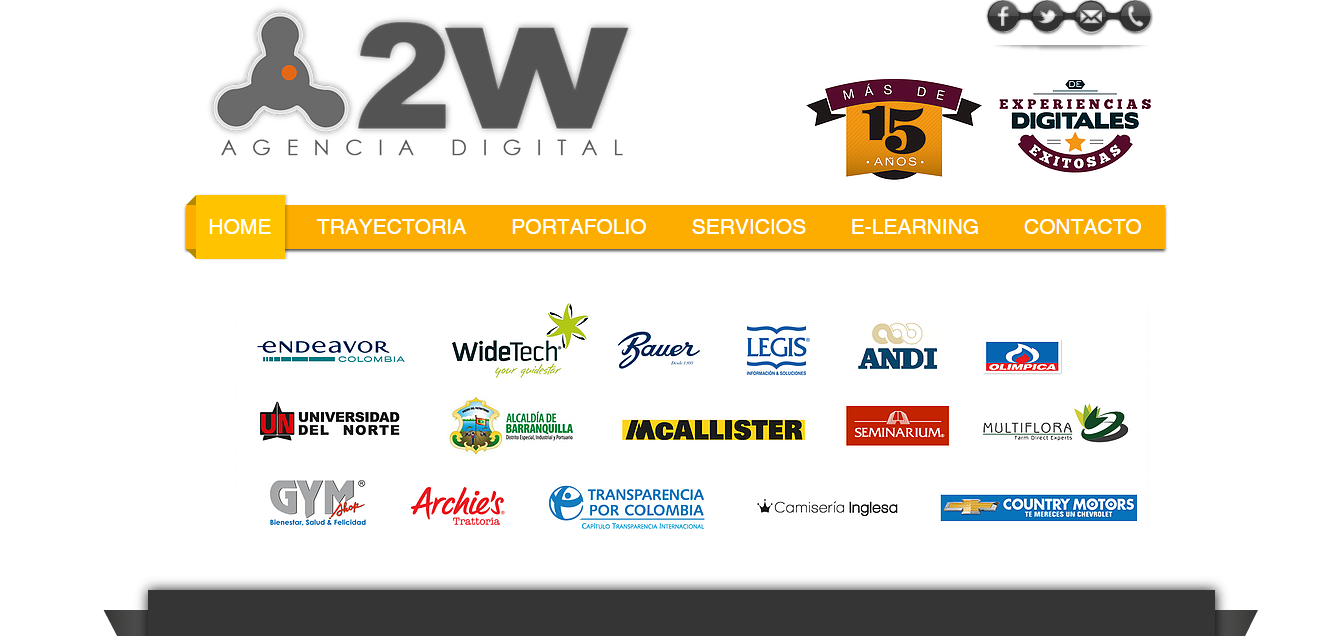 2W
AGENCIA DIGITAL
MÁS DE
15
AÑOS
DE
EXPERIENCIAS
DIGITALES
EXITOSAS
HOME TRAYECTORIA PORTAFOLIO SERVICIOS E-LEARNING CONTACTO
enDeavor
COLOMBIA
WideTech
your guidestar
Bauer
Desde 1893
LEGIS®
INFORMACIÓN & SOLUCIONES
ANDI
OLIMPICA
UN UNIVERSIDAD
DEL NORTE
ALCALDÍA DE
BARRANQUILLA
Distrito Especial, Industrial y Portuario
McALLISTER
SEMINARIUM
MULTIFLORA
Farm Direct Experts
GYM®
Shop
Bienestar, Salud & Felicidad
Archie's
Trattoria
TRANSPARENCIA
POR COLOMBIA
CAPÍTULO TRANSPARENCIA INTERNACIONAL
Camisería Inglesa
COUNTRY MOTORS
TE MERECES UN CHEVROLET